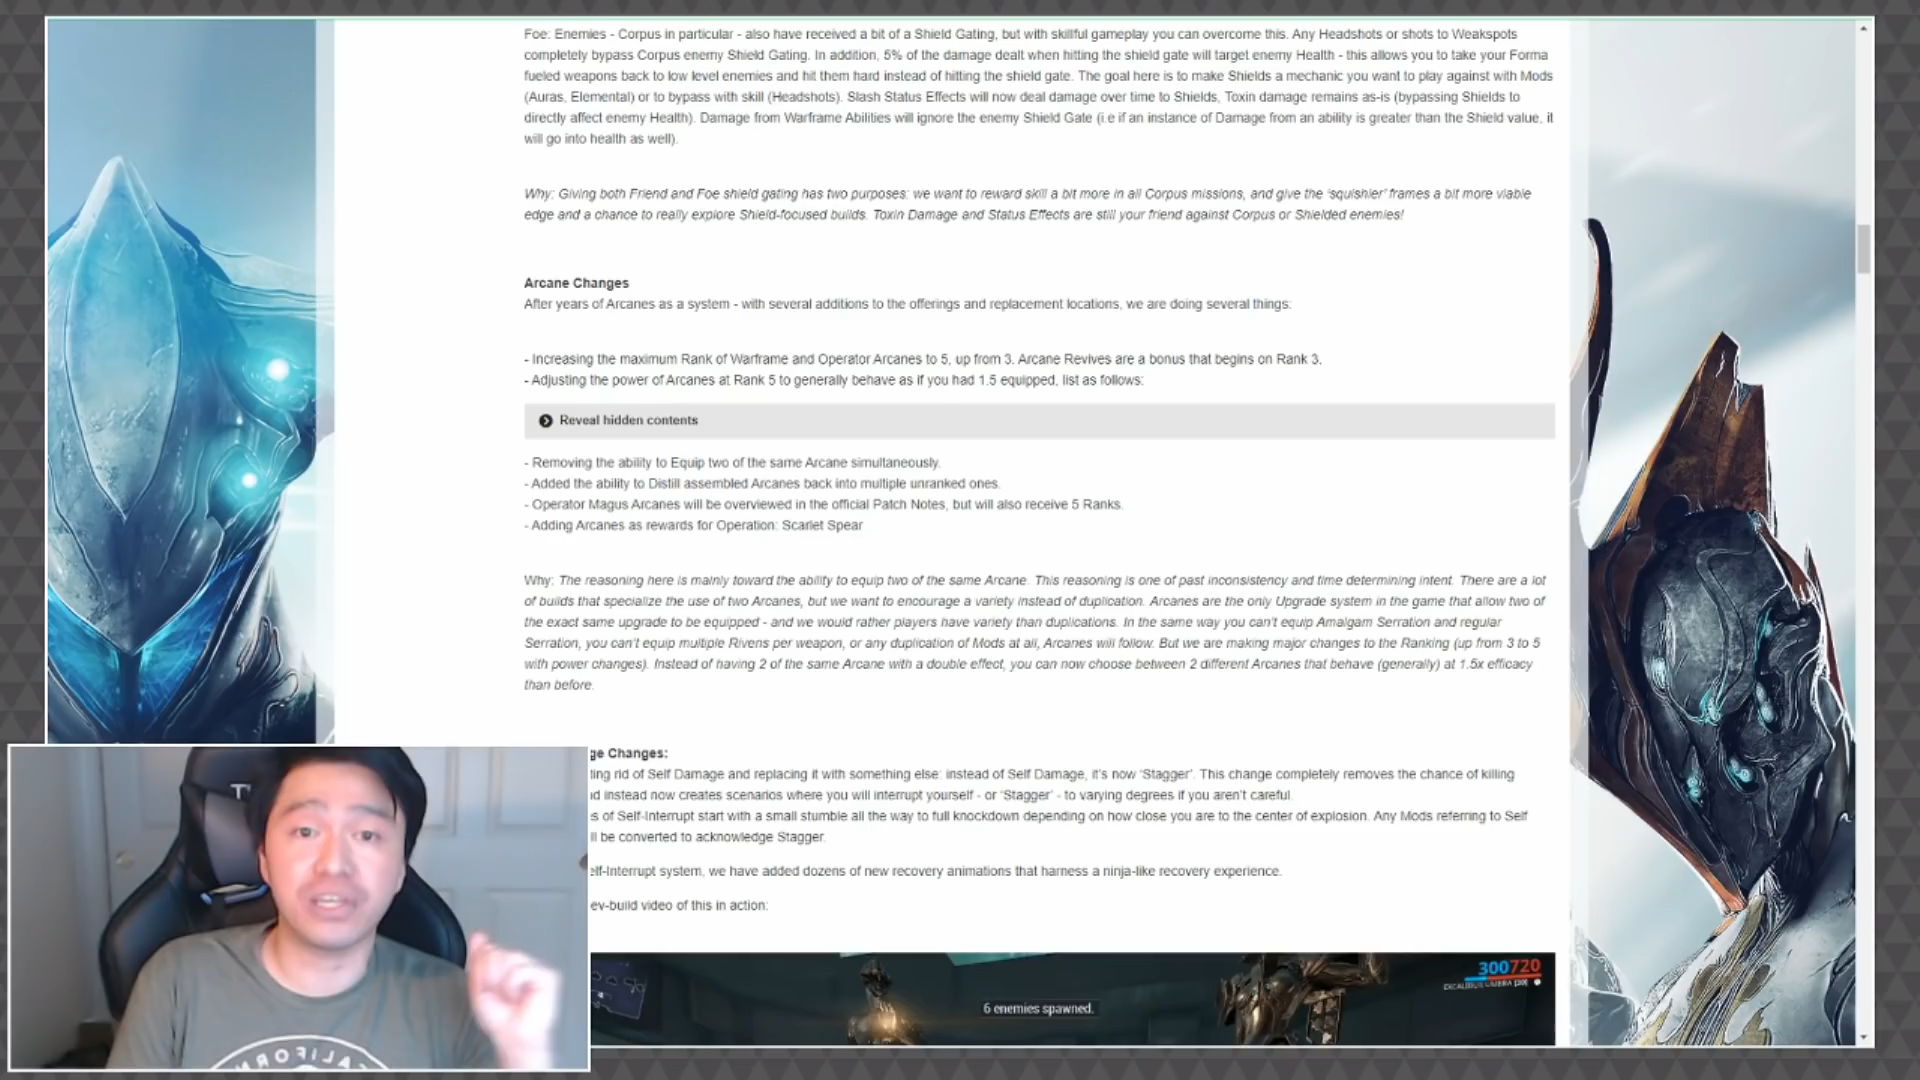 Foe: Enemies - Corpus in particular - also have received a bit of a Shield Gating, but with skillful gameplay you can overcome this. Any Headshots or shots to Weakspots
completely bypass Corpus enemy Shield Gating. In addition, 5% of the damage dealt when hitting the shield gate will target enemy Health - this allows you to take your Forma
fueled weapons back to low level enemies and hit them hard instead of hitting the shield gate. The goal here is to make Shields a mechanic you want to play against with Mods
(Auras, Elemental) or to bypass with skill (Headshots). Slash Status Effects will now deal damage over time to Shields, Toxin damage remains as-is (bypassing Shields to
directly affect enemy Health). Damage from Warframe Abilities will ignore the enemy Shield Gate (i.e if an instance of Damage from an ability is greater than the Shield value, it
will go into health as well).
Why: Giving both Friend and Foe shield gating has two purposes: we want to reward skill a bit more in all Corpus missions, and give the 'squishier' frames a bit more viable
edge and a chance to really explore Shield-focused builds. Toxin Damage and Status Effects are still your friend against Corpus or Shielded enemies!
Arcane Changes
After years of Arcanes as a system - with several additions to the offerings and replacement locations, we are doing several things:
- Increasing the maximum Rank of Warframe and Operator Arcanes to 5, up from 3. Arcane Revives are a bonus that begins on Rank 3.
- Adjusting the power of Arcanes at Rank 5 to generally behave as if you had 1.5 equipped, list as follows:
Reveal hidden contents
- Removing the ability to Equip two of the same Arcane simultaneously.
- Added the ability to Distill assembled Arcanes back into multiple unranked ones.
- Operator Magus Arcanes will be overviewed in the official Patch Notes, but will also receive 5 Ranks.
- Adding Arcanes as rewards for Operation: Scarlet Spear
Why: The reasoning here is mainly toward the ability to equip two of the same Arcane. This reasoning is one of past inconsistency and time determining intent. There are a lot
of builds that specialize the use of two Arcanes, but we want to encourage a variety instead of duplication. Arcanes are the only Upgrade system in the game that allow two of
the exact same upgrade to be equipped - and we would rather players have variety than duplications. In the same way you can't equip Amalgam Serration and regular
Serration, you can't equip multiple Rivens per weapon, or any duplication of Mods at all, Arcanes will follow. But we are making major changes to the Ranking (up from 3 to 5
with power changes). Instead of having 2 of the same Arcane with a double effect, you can now choose between 2 different Arcanes that behave (generally) at 1.5x efficacy
than before.
ge Changes:
ting rid of Self Damage and replacing it with something else: instead of Self Damage, it's now 'Stagger'. This change completely removes the chance of killing
d instead now creates scenarios where you will interrupt yourself - or 'Stagger' - to varying degrees if you aren't careful.
s of Self-Interrupt start with a small stumble all the way to full knockdown depending on how close you are to the center of explosion. Any Mods referring to Self
ll be converted to acknowledge Stagger.
elf-Interrupt system, we have added dozens of new recovery animations that harness a ninja-like recovery experience.
ev-build video of this in action:
300 720
EXCALIBUR UMBRA
6 enemies spawned.
CALIFORN